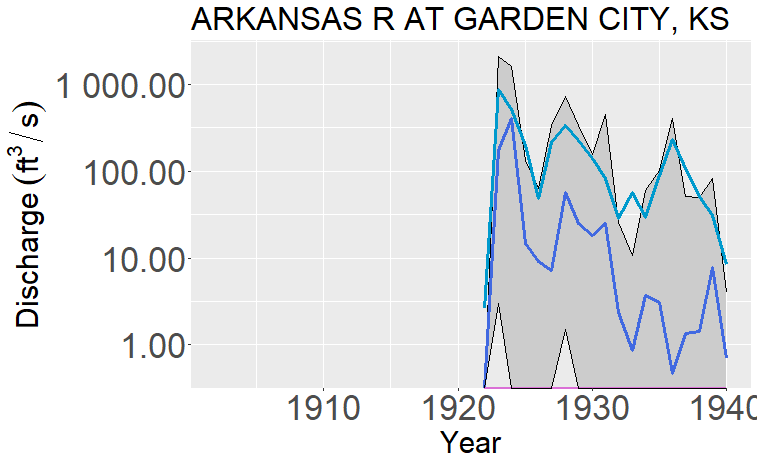 ARKANSAS R AT GARDEN CITY, KS
Discharge (ft³/s)
1 000.00
100.00
10.00
1.00
1910 1920 1930 1940
Year